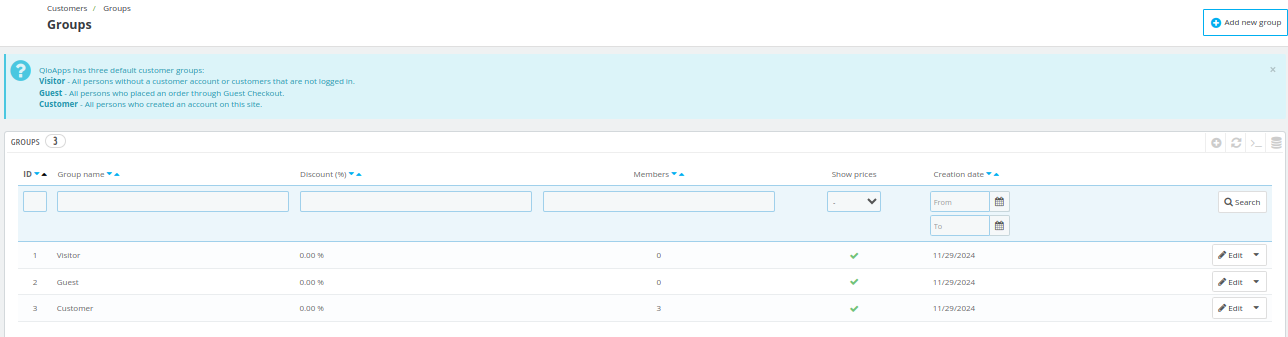 Customers / Groups
Groups
Add new group
QloApps has three default customer groups:
Visitor - All persons without a customer account or customers that are not logged in.
Guest - All persons who placed an order through Guest Checkout.
Customer - All persons who created an account on this site.
×
GROUPS 3
ID Group name Discount (%) Members Show prices Creation date
- From Search
To
1 Visitor 0.00 % 0 11/29/2024 Edit
2 Guest 0.00 % 0 11/29/2024 Edit
3 Customer 0.00 % 3 11/29/2024 Edit